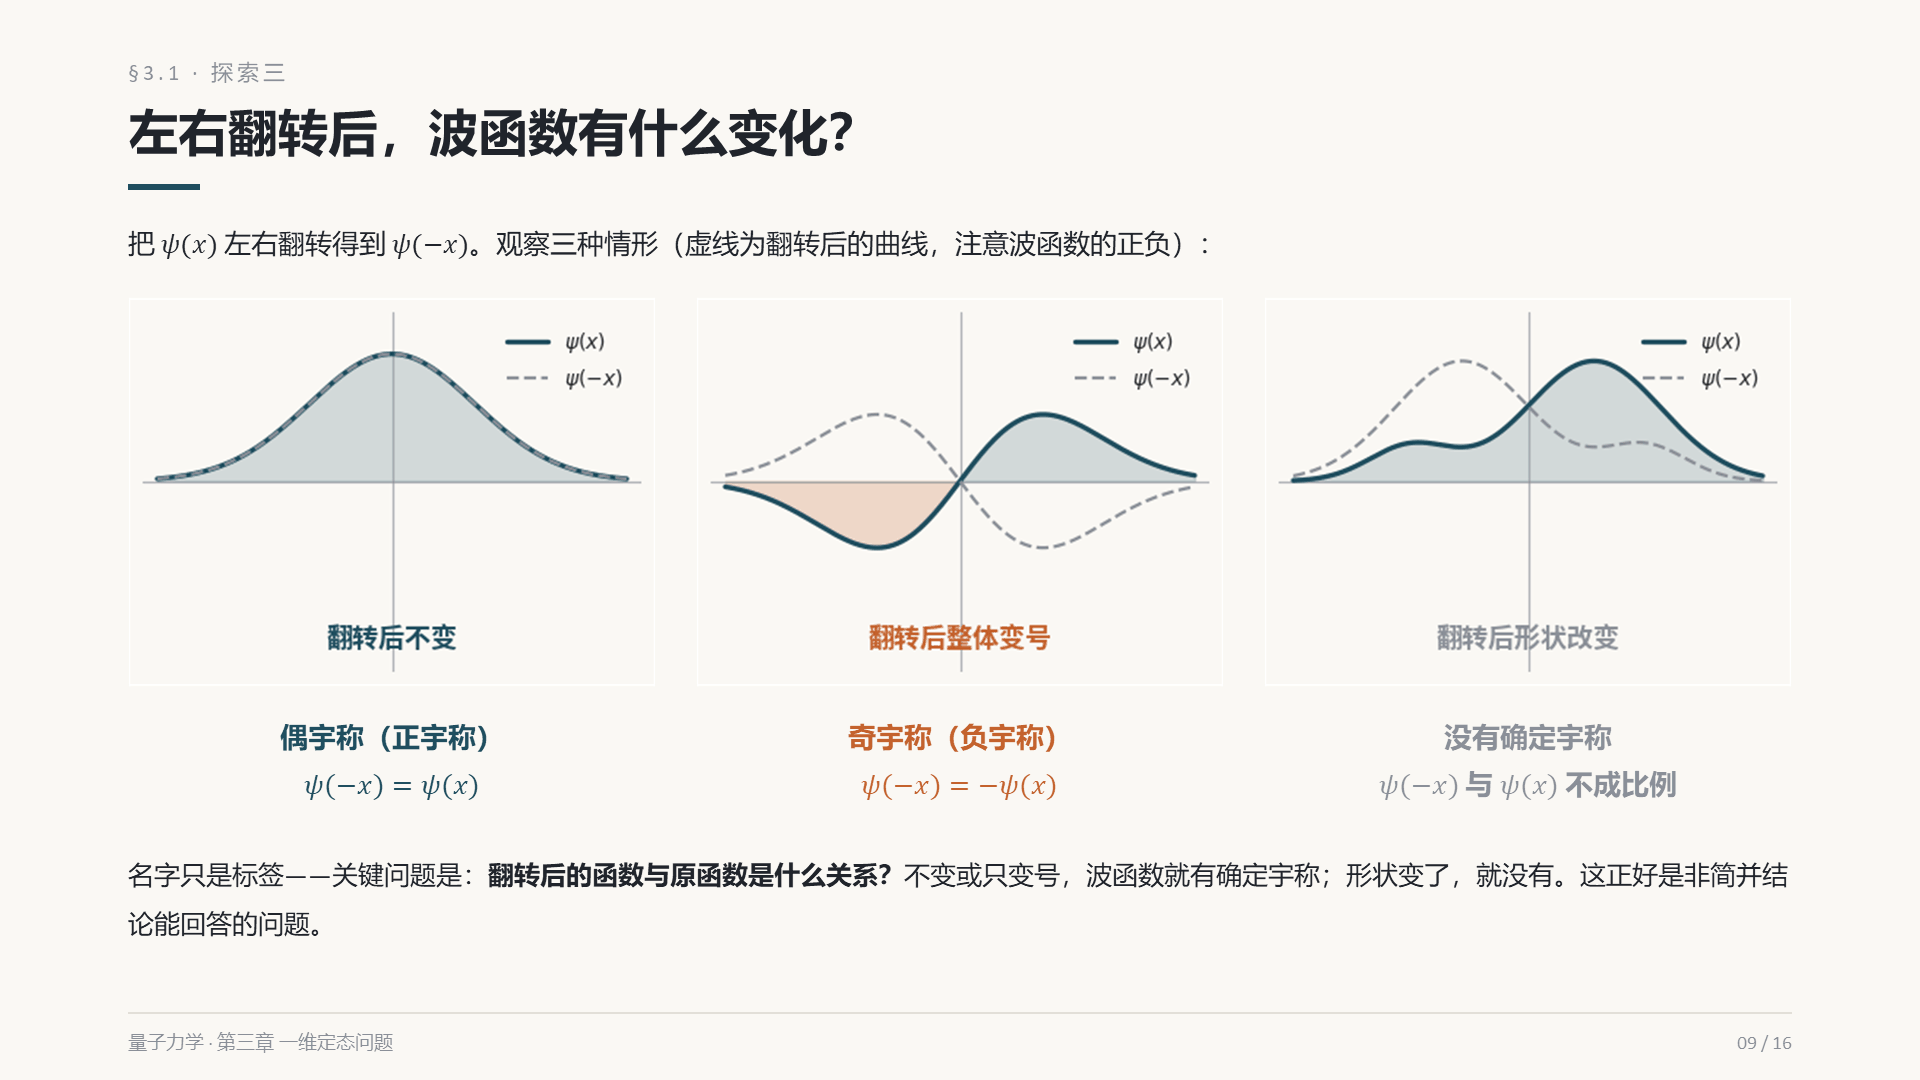 §3.1 · 探索三
左右翻转后，波函数有什么变化？
把 ψ(x) 左右翻转得到 ψ(−x)。观察三种情形（虚线为翻转后的曲线，注意波函数的正负）：
ψ(x)
ψ(−x)
翻转后不变
ψ(x)
ψ(−x)
翻转后整体变号
ψ(x)
ψ(−x)
翻转后形状改变
偶宇称（正宇称）
ψ(−x) = ψ(x)
奇宇称（负宇称）
ψ(−x) = −ψ(x)
没有确定宇称
ψ(−x) 与 ψ(x) 不成比例
名字只是标签——关键问题是：翻转后的函数与原函数是什么关系？不变或只变号，波函数就有确定宇称；形状变了，就没有。这正好是非简并结
论能回答的问题。
量子力学 · 第三章 一维定态问题
09 / 16